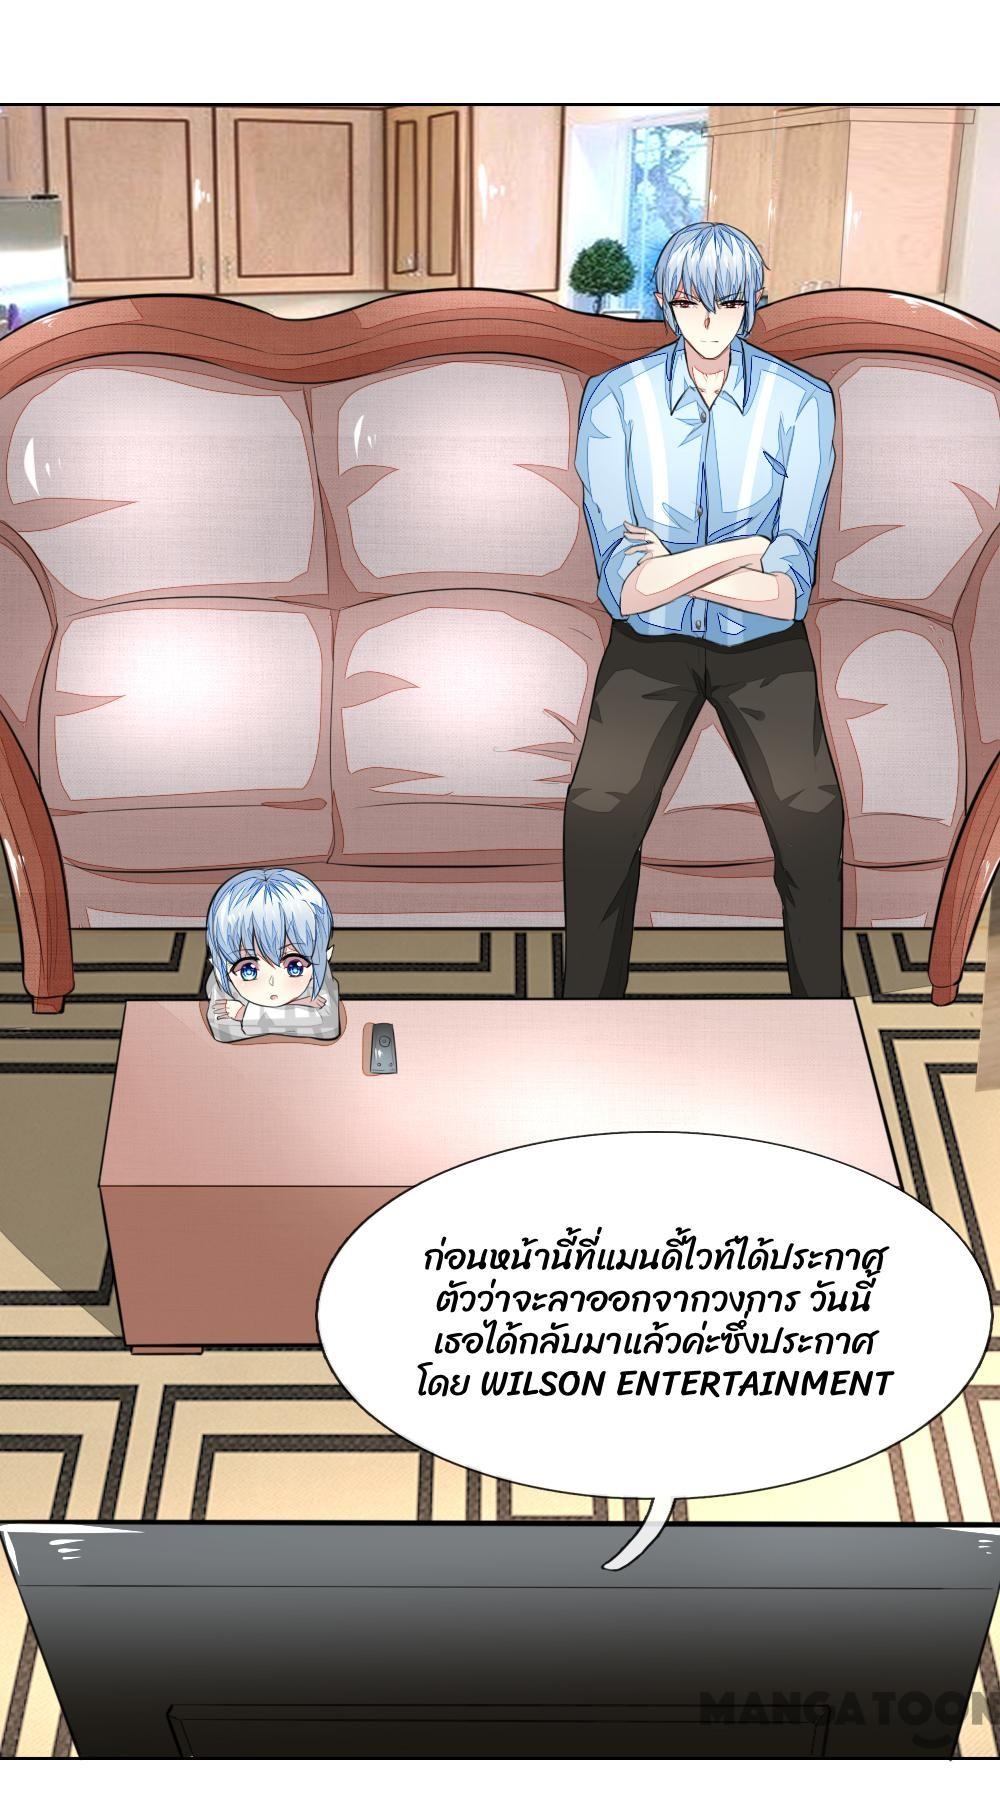 ก่อนหน้านี้ที่แมนดี้ไวท์ได้ประกาศ
ตัวว่าจะลาออกจากวงการ วันนี้
เธอได้กลับมาแล้วค่ะซึ่งประกาศ
โดย WILSON ENTERTAINMENT
MANGATOON